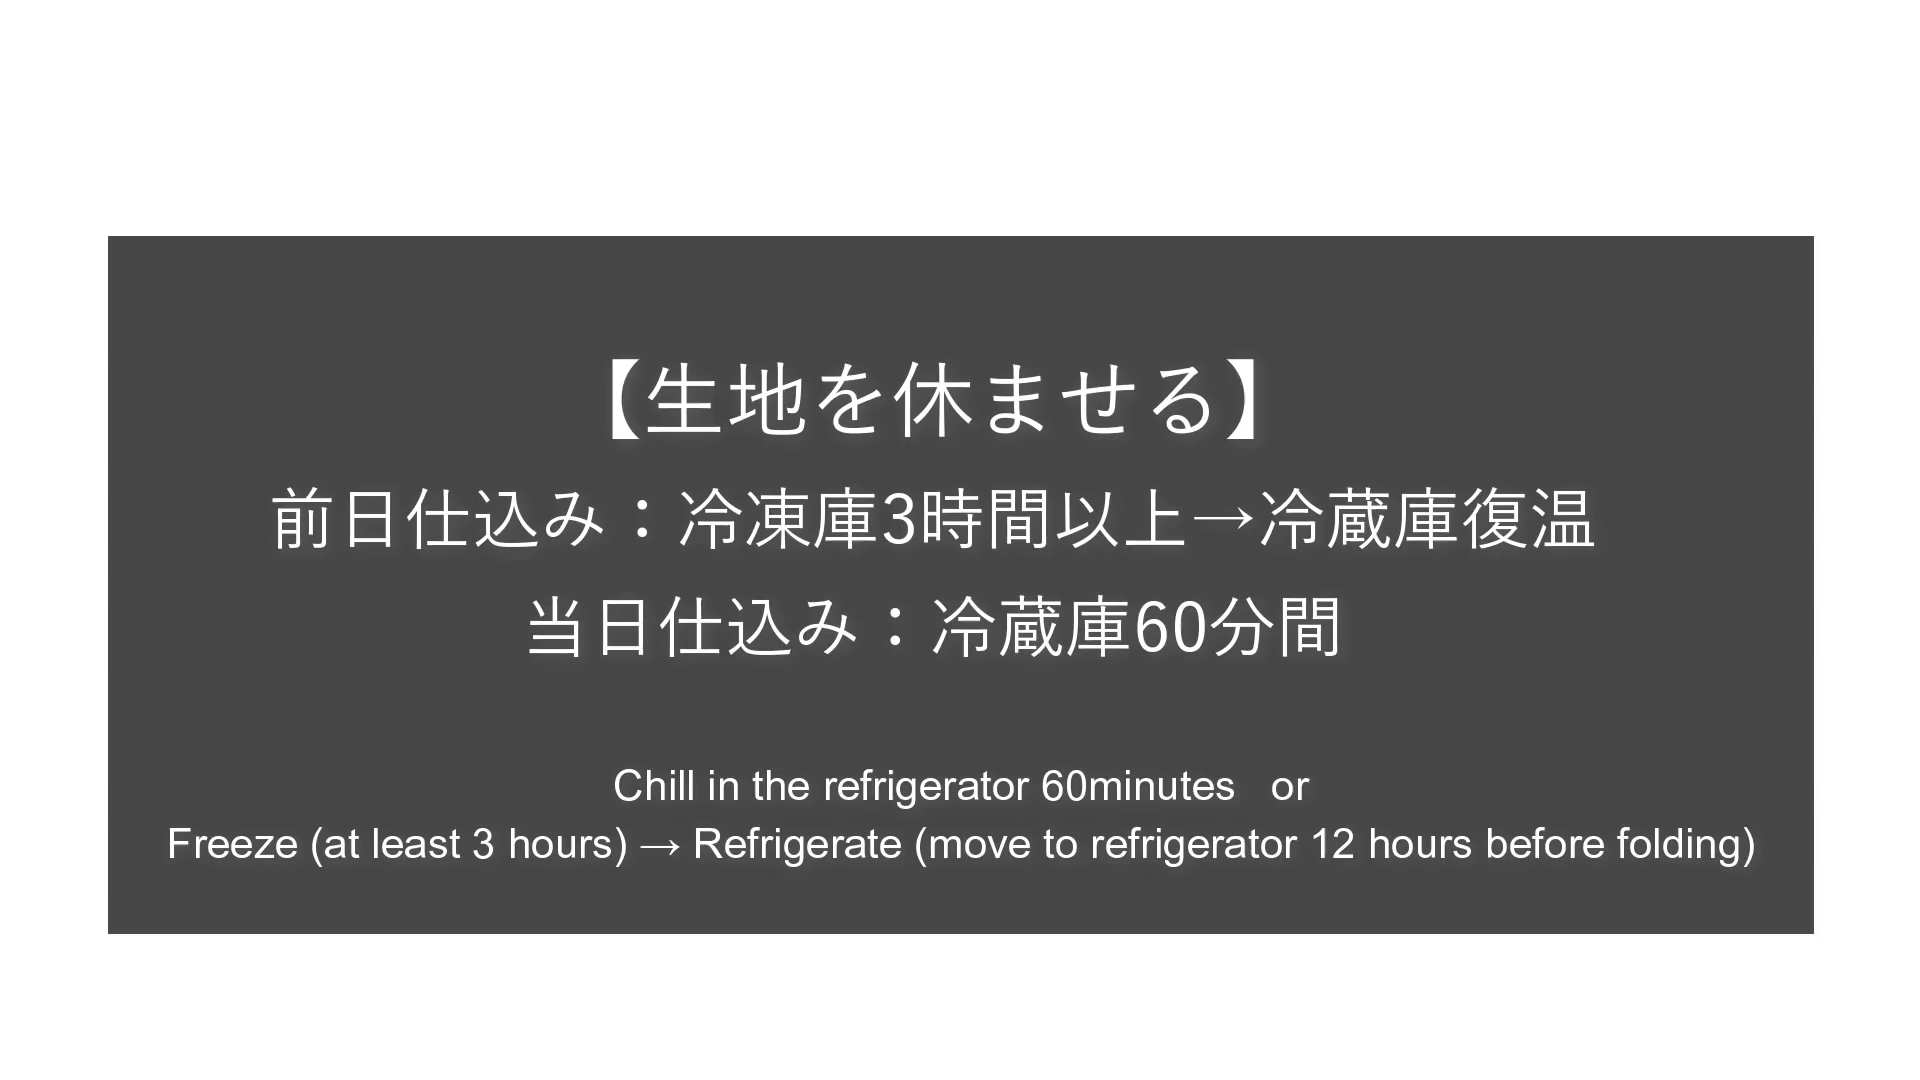 【生地を休ませる】
前日仕込み：冷凍庫3時間以上→冷蔵庫復温
当日仕込み：冷蔵庫60分間
Chill in the refrigerator 60minutes or
Freeze (at least 3 hours) → Refrigerate (move to refrigerator 12 hours before folding)